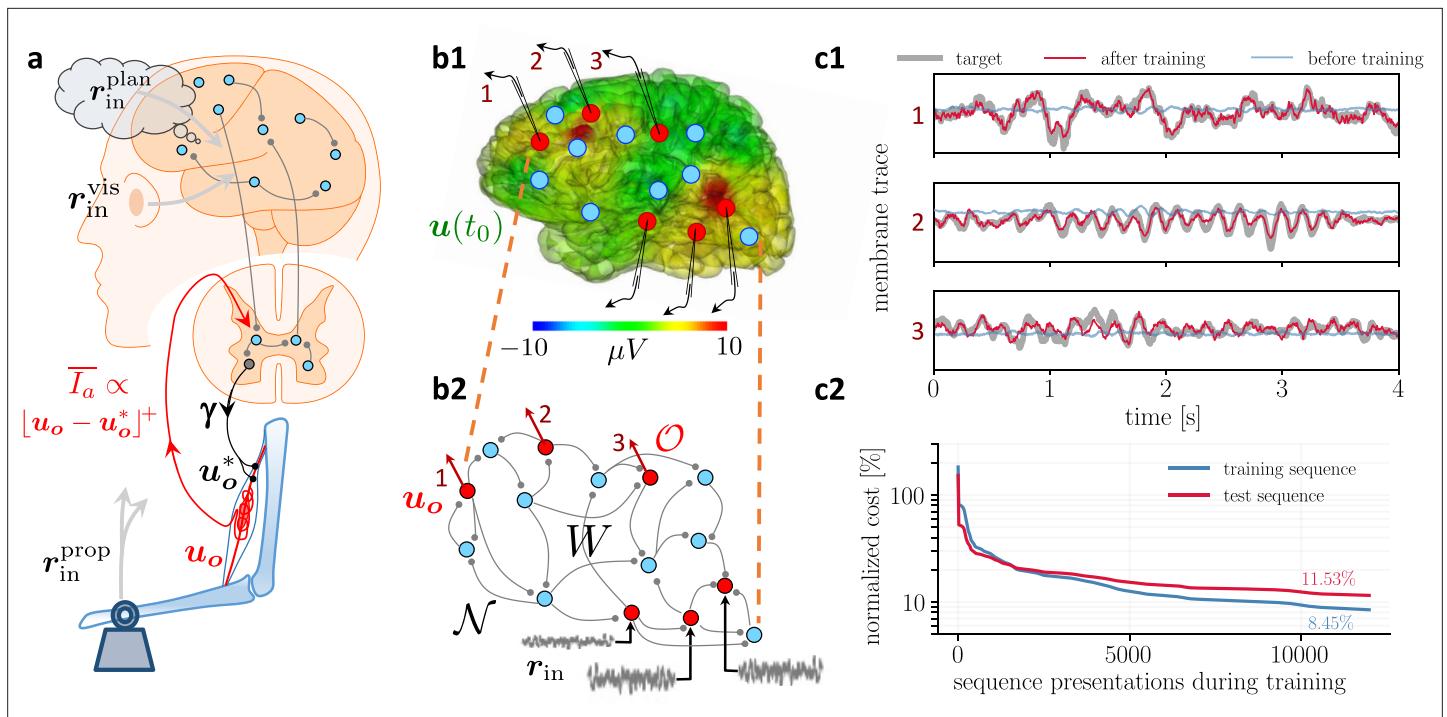 a
r_in^plan
r_in^vis
\overline{I_a} ∝
⌊u_o − u_o^*⌋^+
γ
u_o^*
u_o
r_in^prop
b1
1
2
3
u(t_0)
−10
μV
10
b2
1
2
3
O
u_o
W
N
r_in
c1
target
after training
before training
membrane trace
1
2
3
0
1
2
3
4
time [s]
c2
normalized cost [%]
100
10
training sequence
test sequence
11.53%
8.45%
0
5000
10000
sequence presentations during training